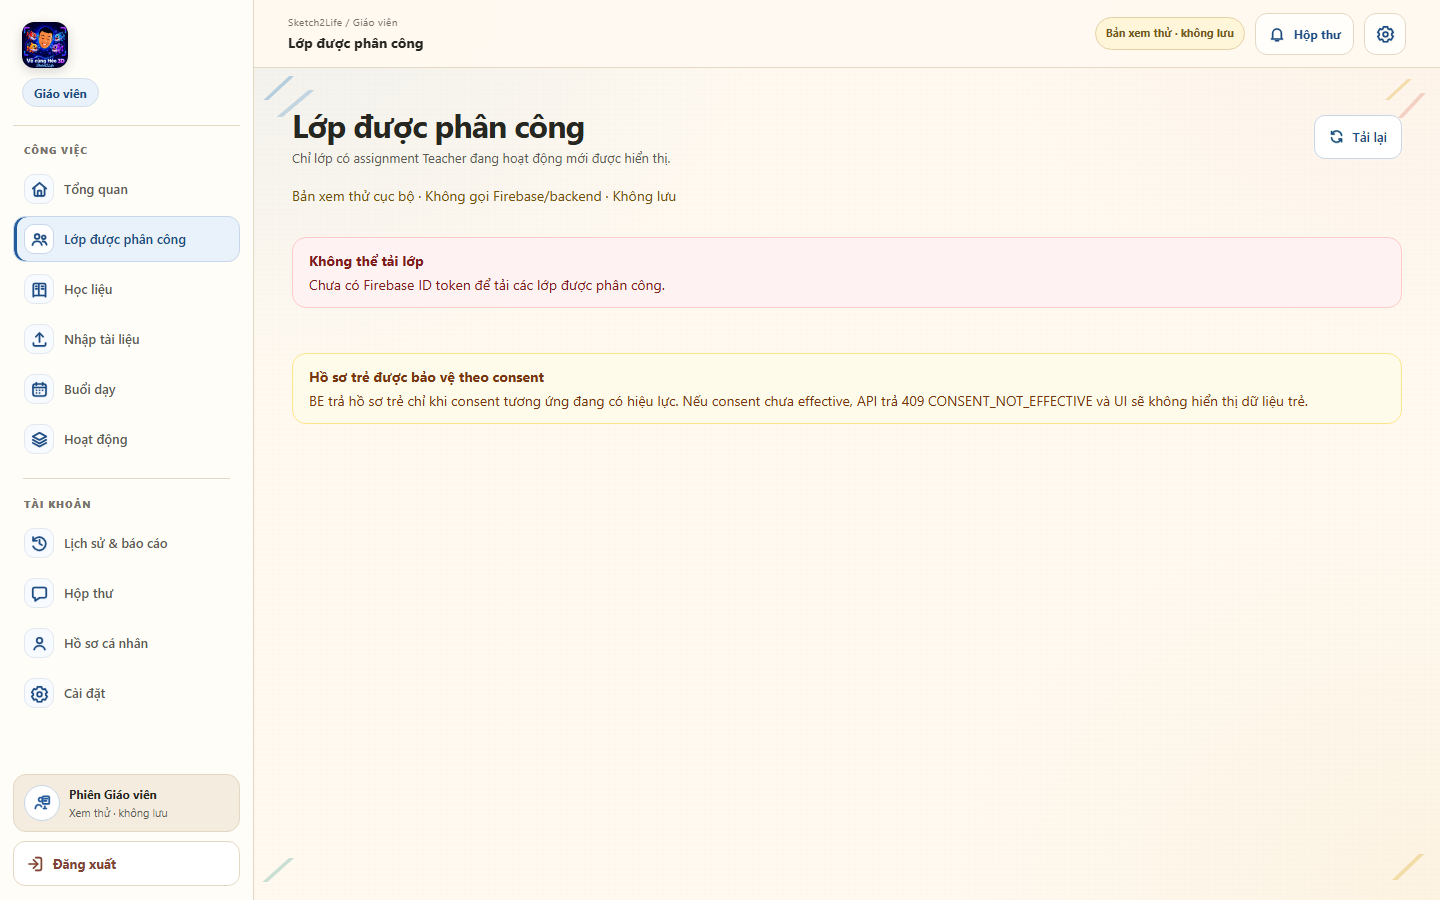 Vẽ cùng Héo 3D
Giáo viên
CÔNG VIỆC
Tổng quan
Lớp được phân công
Học liệu
Nhập tài liệu
Buổi dạy
Hoạt động
TÀI KHOẢN
Lịch sử & báo cáo
Hộp thư
Hồ sơ cá nhân
Cài đặt
Phiên Giáo viên
Xem thử · không lưu
Đăng xuất
Sketch2Life / Giáo viên
Lớp được phân công
Bản xem thử · không lưu
Hộp thư
Lớp được phân công
Chỉ lớp có assignment Teacher đang hoạt động mới được hiển thị.
Tải lại
Bản xem thử cục bộ · Không gọi Firebase/backend · Không lưu
Không thể tải lớp
Chưa có Firebase ID token để tải các lớp được phân công.
Hồ sơ trẻ được bảo vệ theo consent
BE trả hồ sơ trẻ chỉ khi consent tương ứng đang có hiệu lực. Nếu consent chưa effective, API trả 409 CONSENT_NOT_EFFECTIVE và UI sẽ không hiển thị dữ liệu trẻ.